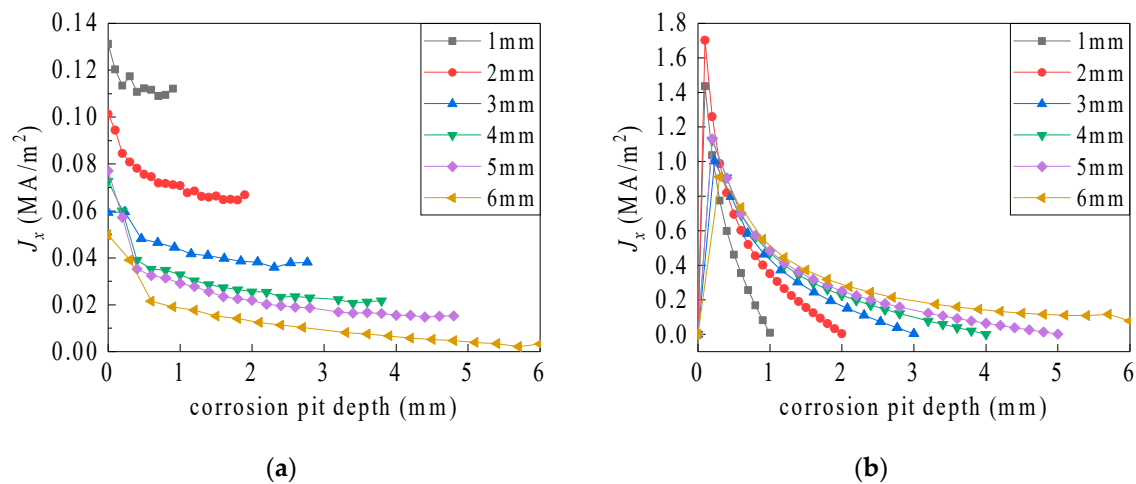 0.14
0.12
0.10
0.08
0.06
0.04
0.02
0.00
J_x (MA/m²)
0 1 2 3 4 5 6
corrosion pit depth (mm)
1mm
2mm
3mm
4mm
5mm
6mm
(a)
1.8
1.6
1.4
1.2
1.0
0.8
0.6
0.4
0.2
0.0
J_x (MA/m²)
0 1 2 3 4 5 6
corrosion pit depth (mm)
1mm
2mm
3mm
4mm
5mm
6mm
(b)